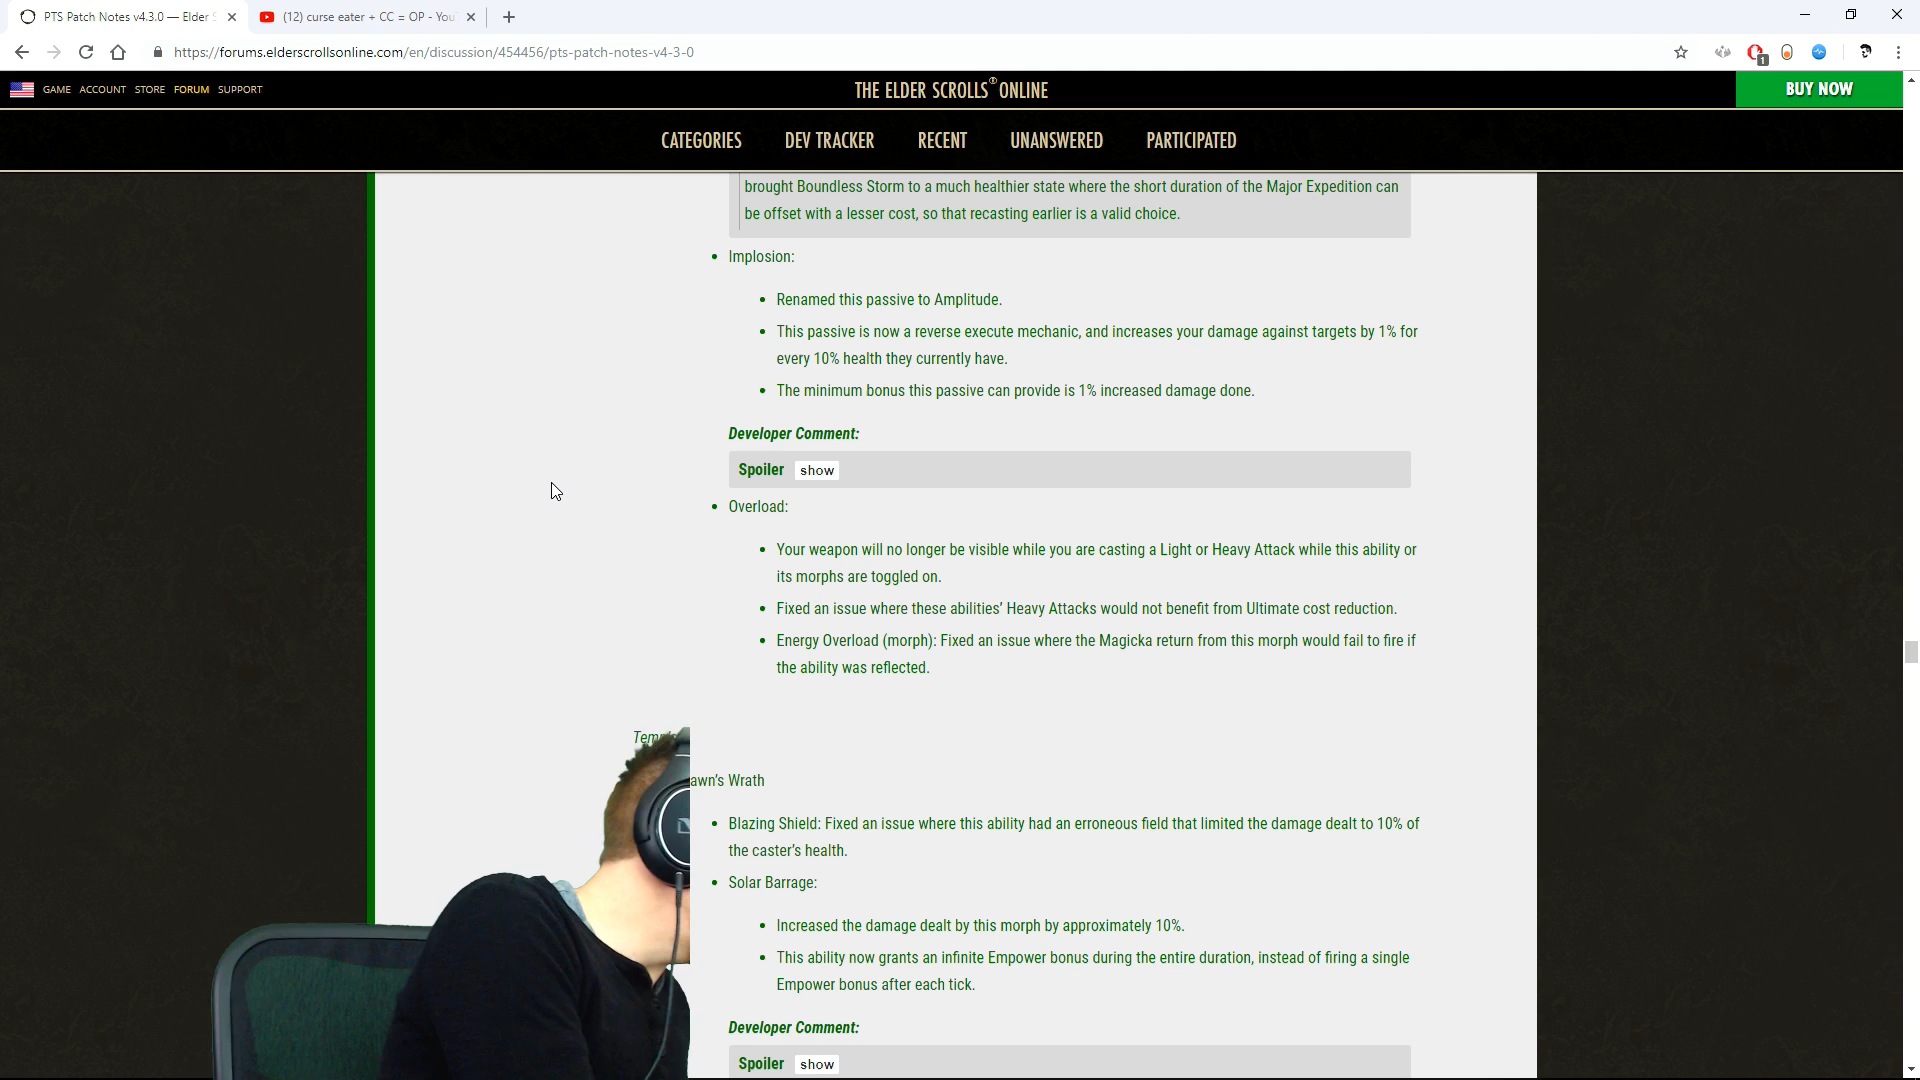 PTS Patch Notes v4.3.0 — Elder S
(12) curse eater + CC = OP - You
https://forums.elderscrollsonline.com/en/discussion/454456/pts-patch-notes-v4-3-0
1
GAME ACCOUNT STORE FORUM SUPPORT
THE ELDER SCROLLS ONLINE
BUY NOW
CATEGORIES DEV TRACKER RECENT UNANSWERED PARTICIPATED
brought Boundless Storm to a much healthier state where the short duration of the Major Expedition can
be offset with a lesser cost, so that recasting earlier is a valid choice.
Implosion:
Renamed this passive to Amplitude.
This passive is now a reverse execute mechanic, and increases your damage against targets by 1% for
every 10% health they currently have.
The minimum bonus this passive can provide is 1% increased damage done.
Developer Comment:
Spoiler show
Overload:
Your weapon will no longer be visible while you are casting a Light or Heavy Attack while this ability or
its morphs are toggled on.
Fixed an issue where these abilities’ Heavy Attacks would not benefit from Ultimate cost reduction.
Energy Overload (morph): Fixed an issue where the Magicka return from this morph would fail to fire if
the ability was reflected.
awn’s Wrath
Blazing Shield: Fixed an issue where this ability had an erroneous field that limited the damage dealt to 10% of
the caster’s health.
Solar Barrage:
Increased the damage dealt by this morph by approximately 10%.
This ability now grants an infinite Empower bonus during the entire duration, instead of firing a single
Empower bonus after each tick.
Developer Comment:
Spoiler show